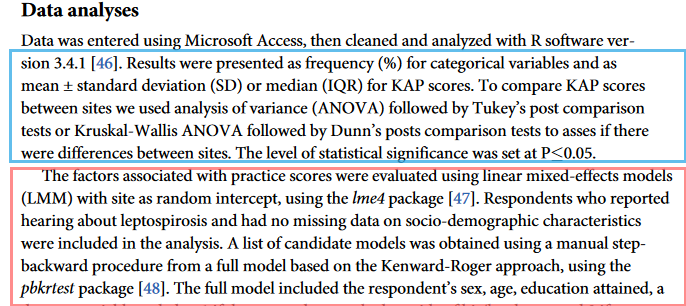 Data analyses
Data was entered using Microsoft Access, then cleaned and analyzed with R software ver-
sion 3.4.1 [46]. Results were presented as frequency (%) for categorical variables and as
mean ± standard deviation (SD) or median (IQR) for KAP scores. To compare KAP scores
between sites we used analysis of variance (ANOVA) followed by Tukey's post comparison
tests or Kruskal-Wallis ANOVA followed by Dunn's posts comparison tests to asses if there
were differences between sites. The level of statistical significance was set at P≤0.05.
The factors associated with practice scores were evaluated using linear mixed-effects models
(LMM) with site as random intercept, using the lme4 package [47]. Respondents who reported
hearing about leptospirosis and had no missing data on socio-demographic characteristics
were included in the analysis. A list of candidate models was obtained using a manual step-
backward procedure from a full model based on the Kenward-Roger approach, using the
pbkrtest package [48]. The full model included the respondent's sex, age, education attained, a